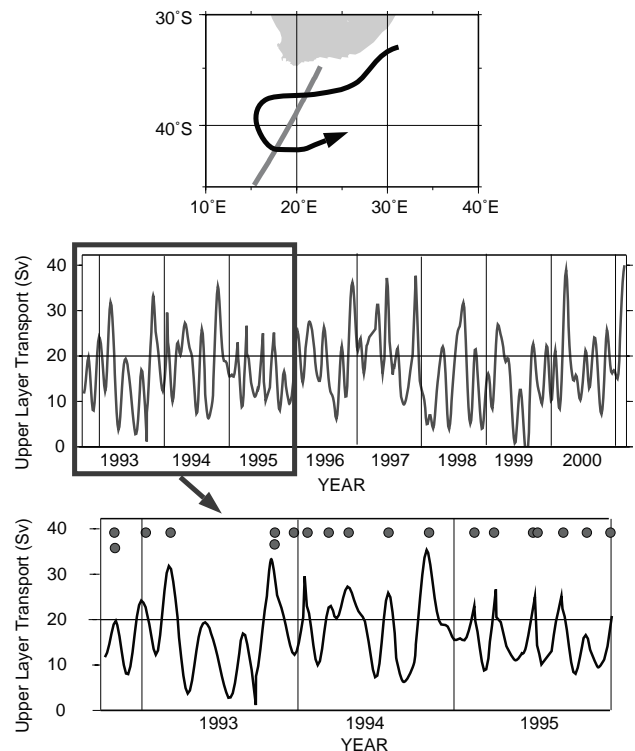 30˚S
40˚S
10˚E 20˚E 30˚E 40˚E
Upper Layer Transport (Sv)
40
30
20
10
0
1993 1994 1995 1996 1997 1998 1999 2000
YEAR
Upper Layer Transport (Sv)
40
30
20
10
0
1993 1994 1995
YEAR